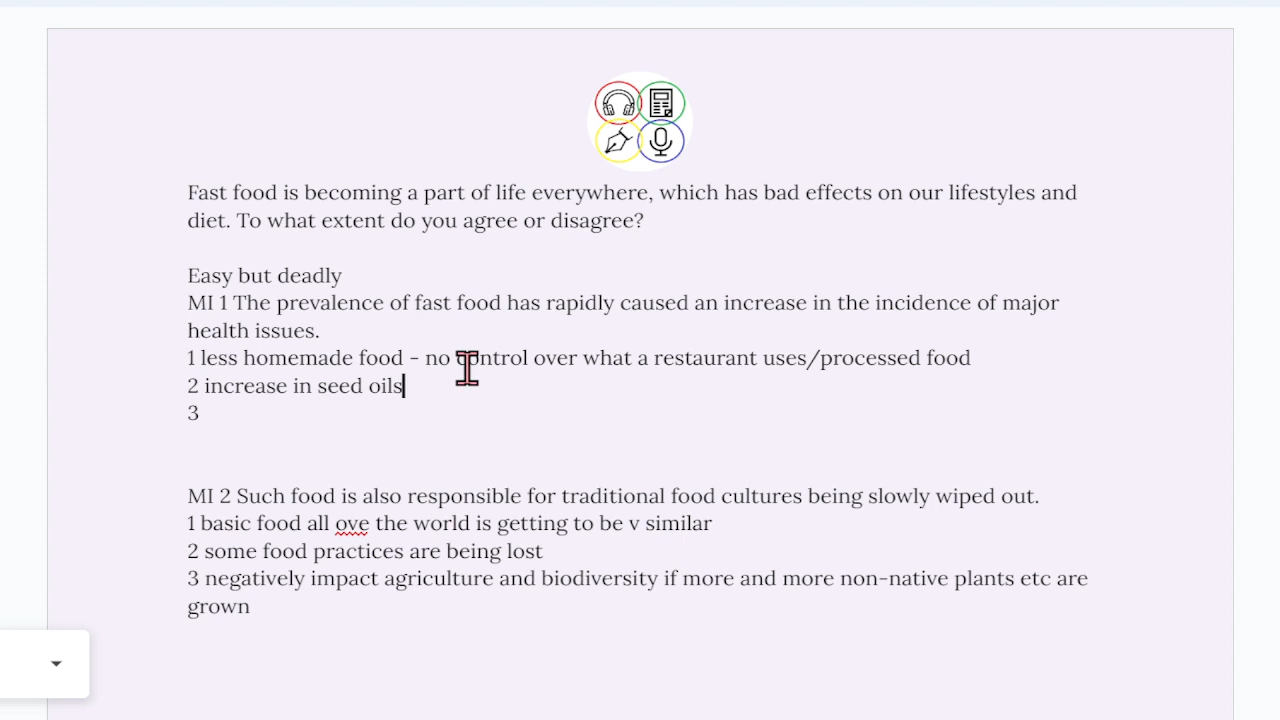 Fast food is becoming a part of life everywhere, which has bad effects on our lifestyles and
diet. To what extent do you agree or disagree?
Easy but deadly
MI 1 The prevalence of fast food has rapidly caused an increase in the incidence of major
health issues.
1 less homemade food - no control over what a restaurant uses/processed food
2 increase in seed oils
3
MI 2 Such food is also responsible for traditional food cultures being slowly wiped out.
1 basic food all ove the world is getting to be v similar
2 some food practices are being lost
3 negatively impact agriculture and biodiversity if more and more non-native plants etc are
grown